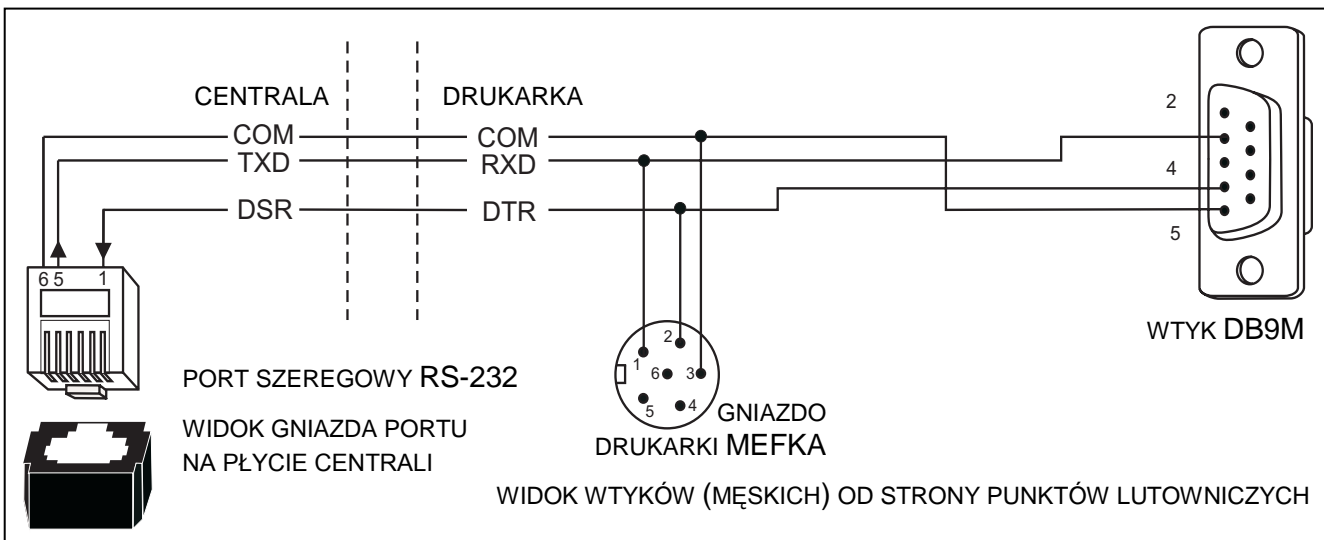 CENTRALA DRUKARKA
COM COM
TXD RXD
DSR DTR
2
4
5
6 5 1
WTYK DB9M
PORT SZEREGOWY RS-232
WIDOK GNIAZDA PORTU
NA PŁYCIE CENTRALI
1
2
6
3
5
4
GNIAZDO
DRUKARKI MEFKA
WIDOK WTYKÓW (MĘSKICH) OD STRONY PUNKTÓW LUTOWNICZYCH